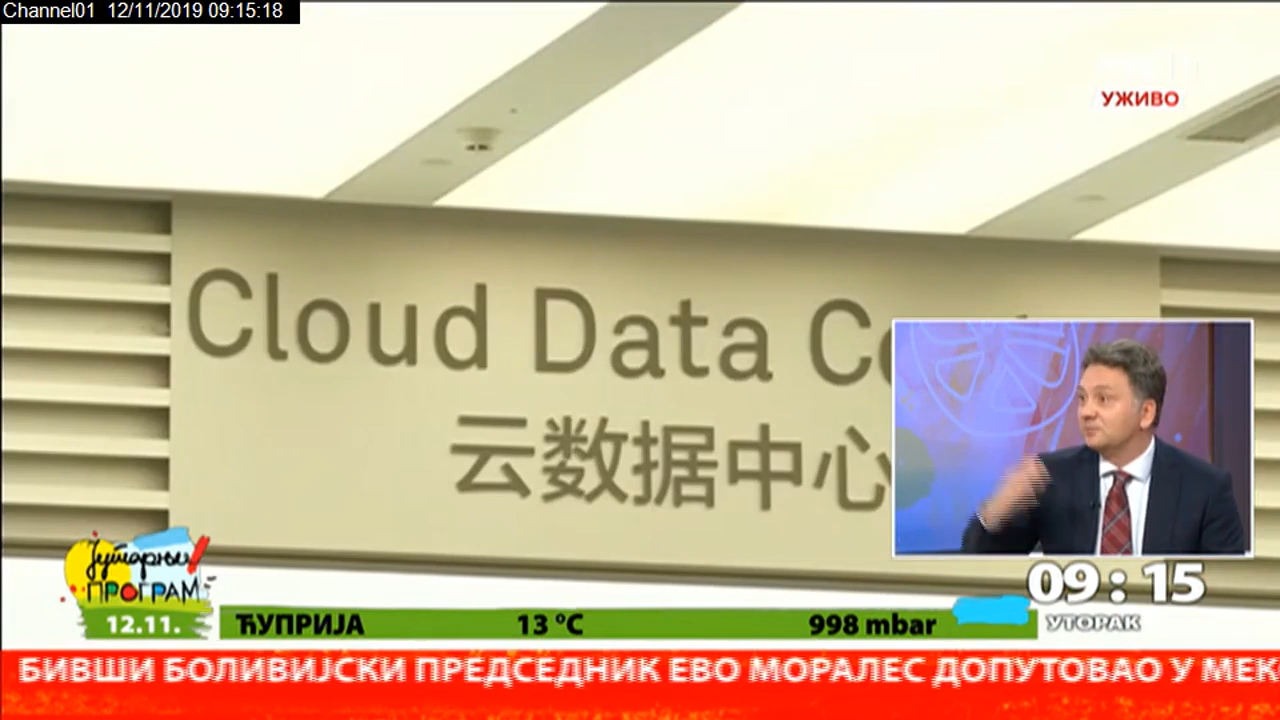 Channel01 12/11/2019 09:15:18
УЖИВО
Cloud Data
云数据中心
Јутарњи
ПРОГРАМ
12.11.
ЋУПРИЈА 13 °C 998 mbar
09:15
УТОРАК
БИВШИ БОЛИВИЈСКИ ПРЕДСЕДНИК ЕВО МОРАЛЕС ДОПУТОВАО У МЕК